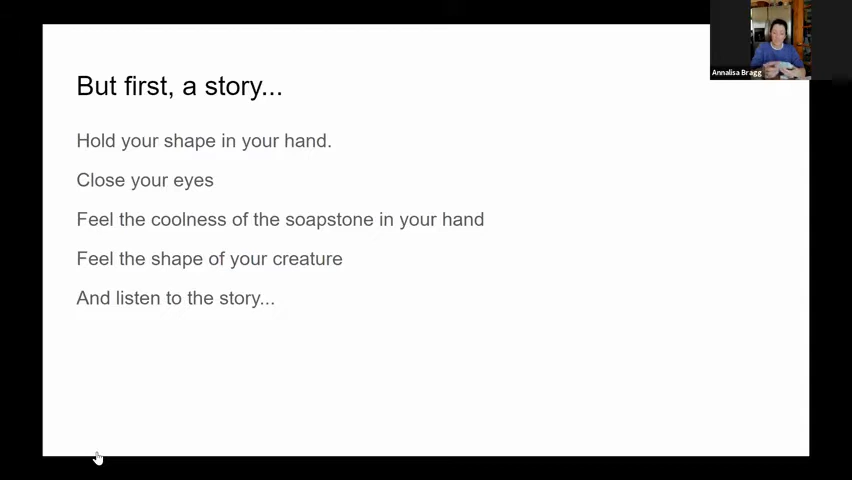 But first, a story...
Hold your shape in your hand.
Close your eyes
Feel the coolness of the soapstone in your hand
Feel the shape of your creature
And listen to the story...
Annalisa Bragg